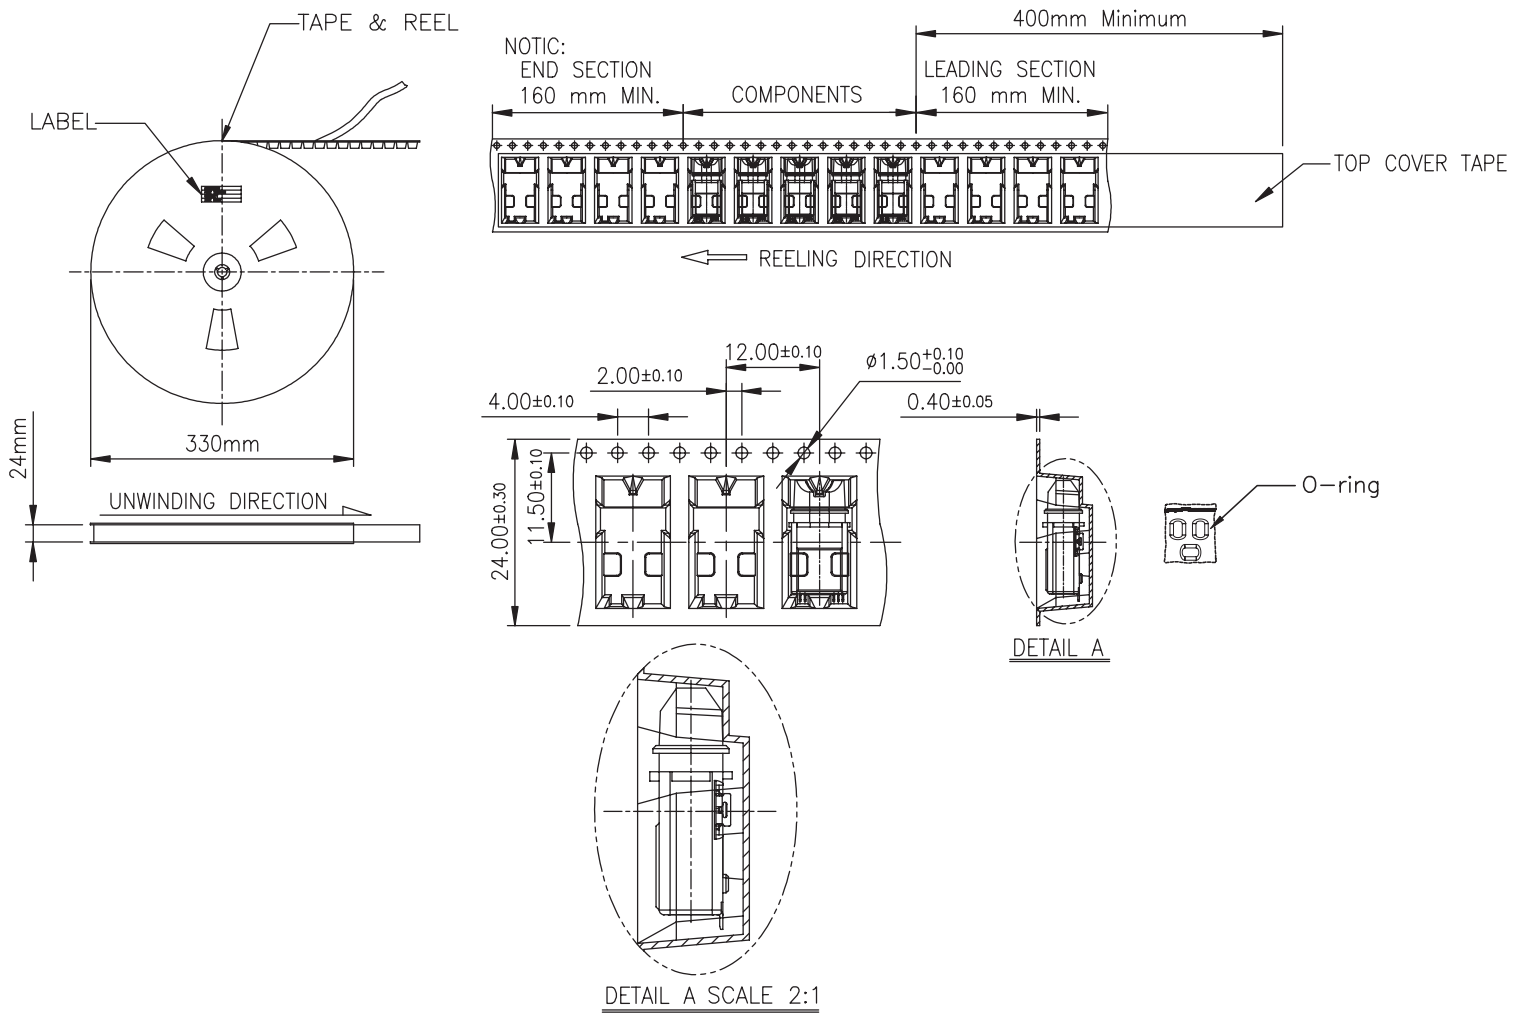 TAPE & REEL
LABEL
330mm
24mm
UNWINDING DIRECTION
400mm Minimum
NOTIC:
END SECTION
160 mm MIN.
COMPONENTS
LEADING SECTION
160 mm MIN.
TOP COVER TAPE
REELING DIRECTION
12.00±0.10
ø1.50+0.10
-0.00
2.00±0.10
4.00±0.10
0.40±0.05
24.00±0.30
11.50±0.10
O-ring
DETAIL A
DETAIL A SCALE 2:1